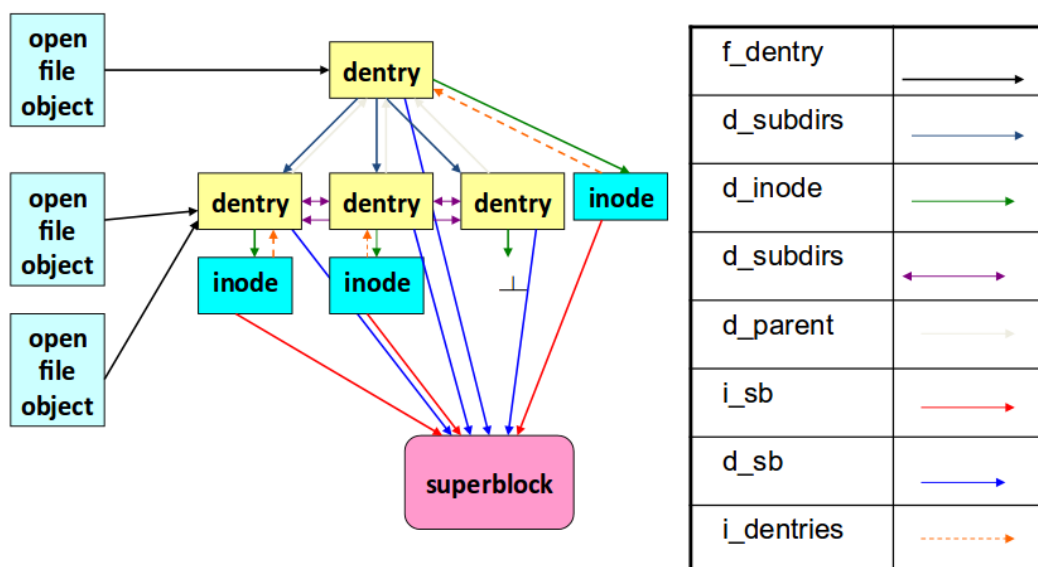 open
file
object
dentry
open
file
object
dentry
dentry
dentry
inode
inode
inode
⊥
open
file
object
superblock
f_dentry
d_subdirs
d_inode
d_subdirs
d_parent
i_sb
d_sb
i_dentries